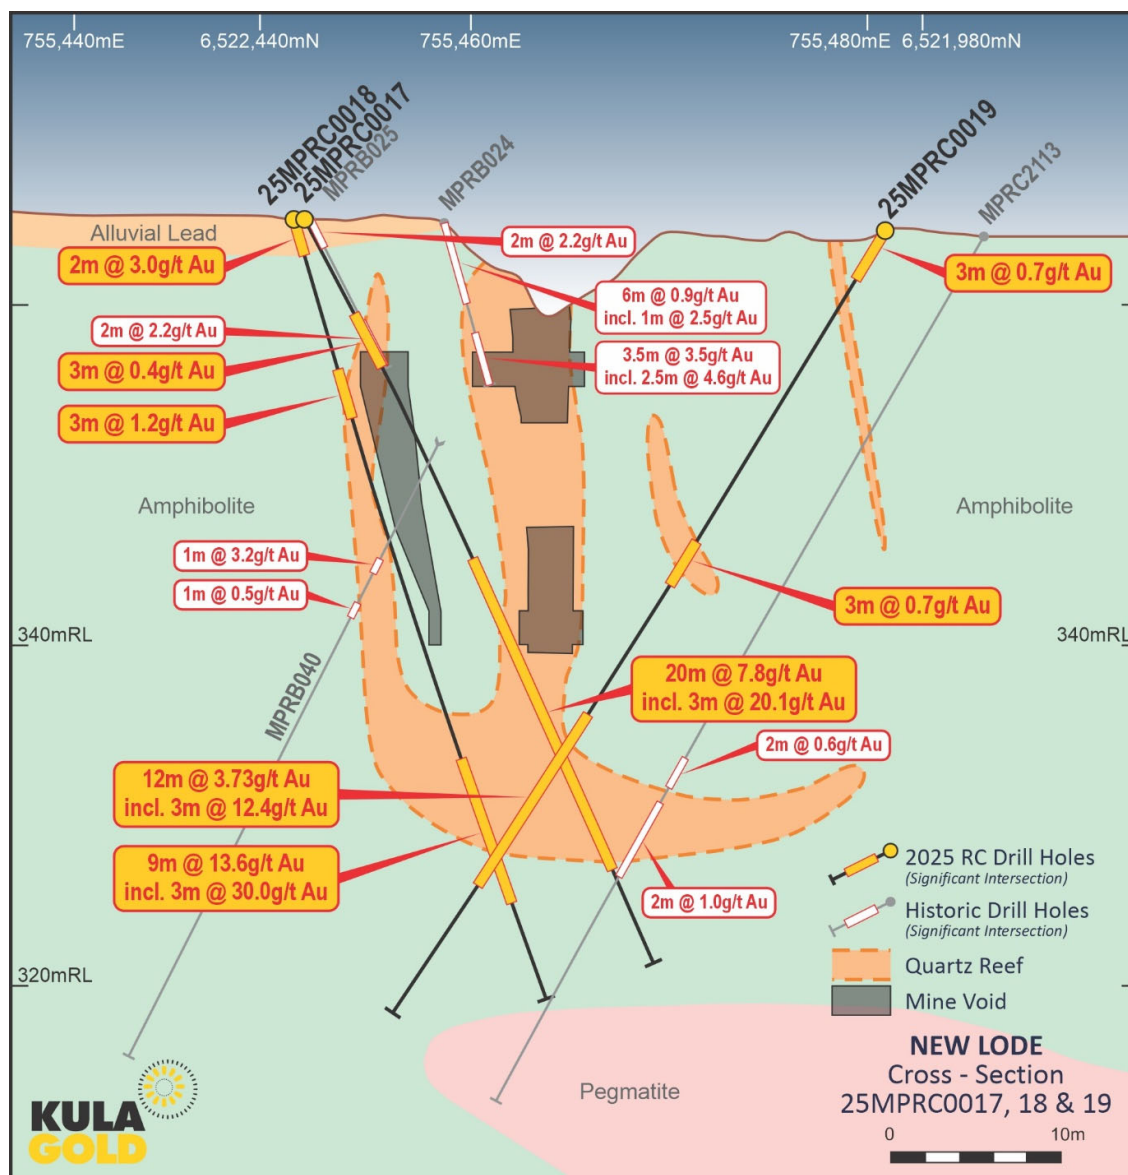 755,440mE
6,522,440mN
755,460mE
755,480mE
6,521,980mN
25MPRC0018
25MPRC0017
MPRB025
MPRB024
25MPRC0019
MPRC2113
Alluvial Lead
2m @ 3.0g/t Au
2m @ 2.2g/t Au
3m @ 0.7g/t Au
6m @ 0.9g/t Au
incl. 1m @ 2.5g/t Au
2m @ 2.2g/t Au
3m @ 0.4g/t Au
3.5m @ 3.5g/t Au
incl. 2.5m @ 4.6g/t Au
3m @ 1.2g/t Au
Amphibolite
Amphibolite
1m @ 3.2g/t Au
1m @ 0.5g/t Au
3m @ 0.7g/t Au
340mRL
340mRL
MPRB040
20m @ 7.8g/t Au
incl. 3m @ 20.1g/t Au
2m @ 0.6g/t Au
12m @ 3.73g/t Au
incl. 3m @ 12.4g/t Au
9m @ 13.6g/t Au
incl. 3m @ 30.0g/t Au
2m @ 1.0g/t Au
2025 RC Drill Holes
(Significant Intersection)
Historic Drill Holes
(Significant Intersection)
Quartz Reef
Mine Void
320mRL
NEW LODE
Cross - Section
25MPRC0017, 18 & 19
0
10m
Pegmatite
KULA
GOLD